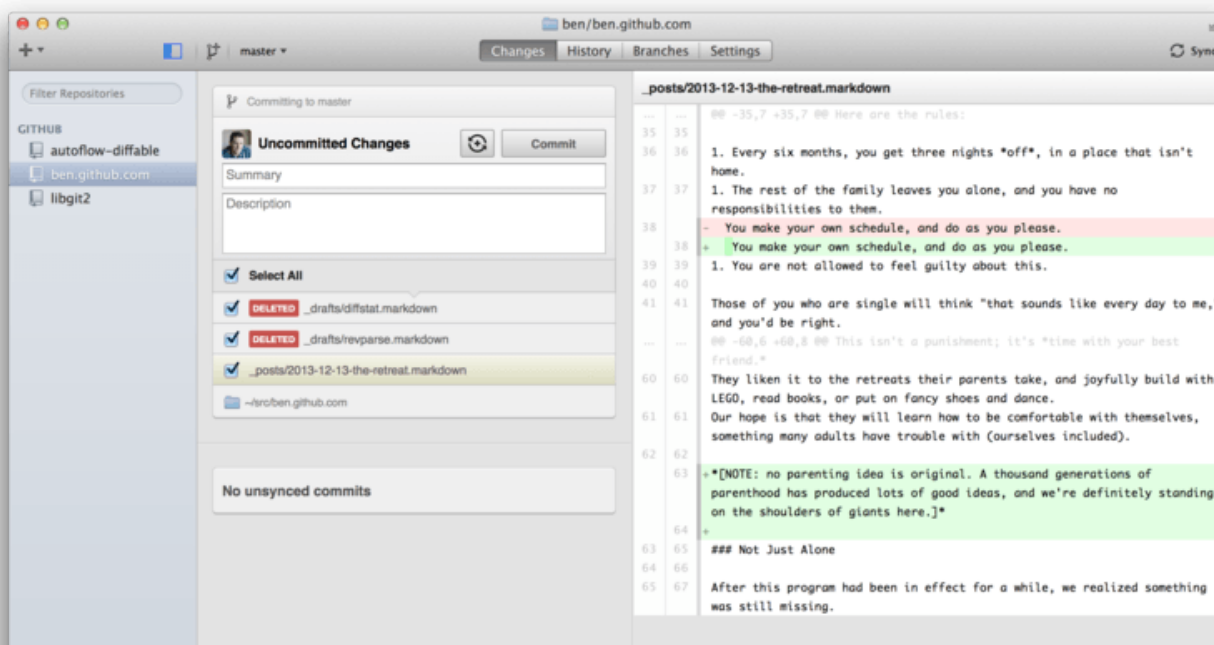 ben/ben.github.com
master
Changes History Branches Settings
Sync
Filter Repositories
GITHUB
autoflow-diffable
ben.github.com
libgit2
Committing to master
Uncommitted Changes
Commit
Summary
Description
Select All
DELETED _drafts/diffstat.markdown
DELETED _drafts/revparse.markdown
_posts/2013-12-13-the-retreat.markdown
~/src/ben.github.com
No unsynced commits
_posts/2013-12-13-the-retreat.markdown
... ... @@ -35,7 +35,7 @@ Here are the rules:
35 35
36 36 1. Every six months, you get three nights *off*, in a place that isn't
home.
37 37 1. The rest of the family leaves you alone, and you have no
responsibilities to them.
38 - You make your own schedule, and do as you please.
38 + You make your own schedule, and do as you please.
39 39 1. You are not allowed to feel guilty about this.
40 40
41 41 Those of you who are single will think "that sounds like every day to me,"
and you'd be right.
... ... @@ -60,6 +60,8 @@ This isn't a punishment; it's *time with your best
friend.*
60 60 They liken it to the retreats their parents take, and joyfully build with
LEGO, read books, or put on fancy shoes and dance.
61 61 Our hope is that they will learn how to be comfortable with themselves,
something many adults have trouble with (ourselves included).
62 62
63 +*[NOTE: no parenting idea is original. A thousand generations of
parenthood has produced lots of good ideas, and we're definitely standing
on the shoulders of giants here.]*
64 +
63 65 ### Not Just Alone
64 66
65 67 After this program had been in effect for a while, we realized something
was still missing.